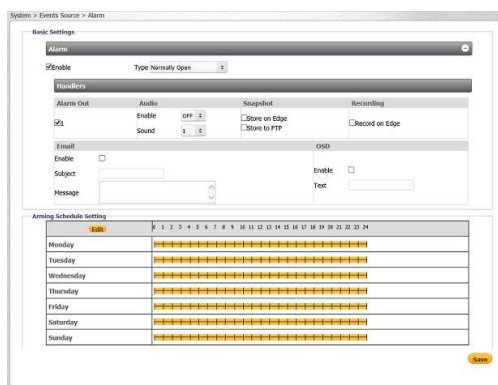 System > Events Source > Alarm
Basic Settings
Alarm
Enable Type Normally Open
Handlers
Alarm Out Audio Snapshot Recording
1 Enable OFF Store on Edge Record on Edge
Sound 1 Store to FTP
Email OSD
Enable Enable
Subject Text
Message
Arming Schedule Setting
Edit 0 1 2 3 4 5 6 7 8 9 10 11 12 13 14 15 16 17 18 19 20 21 22 23 24
Monday
Tuesday
Wednesday
Thursday
Friday
Saturday
Sunday
Save